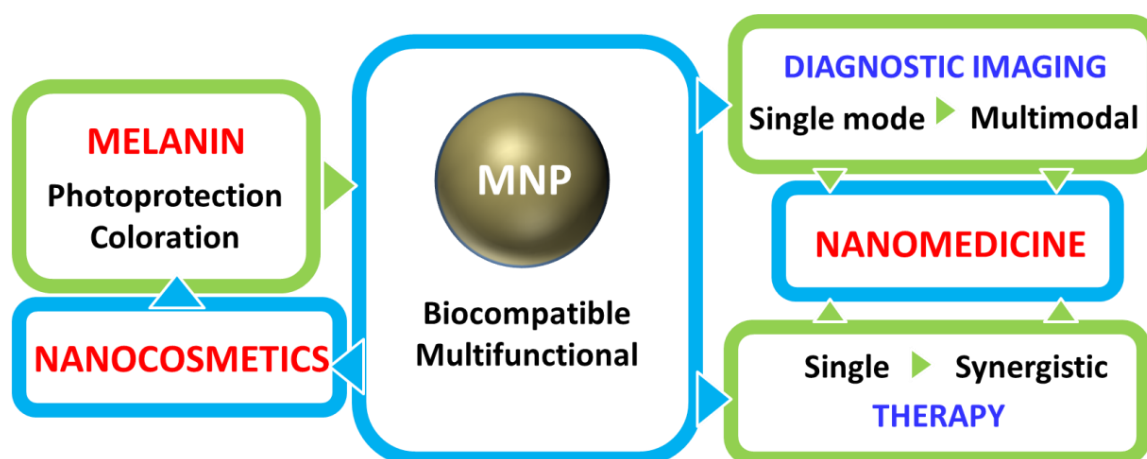 MELANIN
Photoprotection
Coloration
NANOCOSMETICS
MNP
Biocompatible
Multifunctional
DIAGNOSTIC IMAGING
Single mode Multimodal
NANOMEDICINE
Single Synergistic
THERAPY